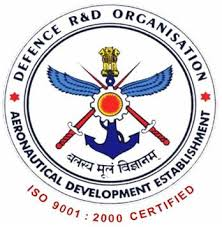 DEFENCE R&D ORGANISATION
बलस्य मूलं विज्ञानम्
AERONAUTICAL DEVELOPMENT ESTABLISHMENT
ISO 9001 : 2000 CERTIFIED